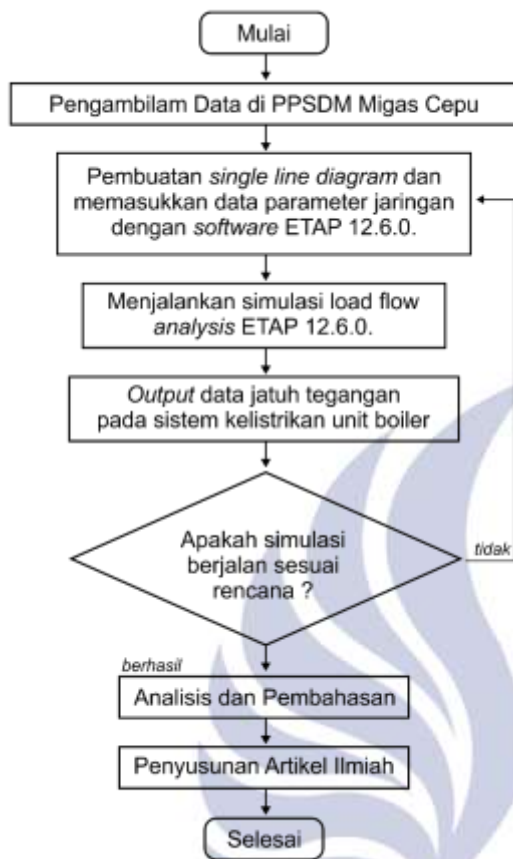 Mulai
Pengambilam Data di PPSDM Migas Cepu
Pembuatan single line diagram dan
memasukkan data parameter jaringan
dengan software ETAP 12.6.0.
Menjalankan simulasi load flow
analysis ETAP 12.6.0.
Output data jatuh tegangan
pada sistem kelistrikan unit boiler
Apakah simulasi
berjalan sesuai
rencana ?
tidak
berhasil
Analisis dan Pembahasan
Penyusunan Artikel Ilmiah
Selesai